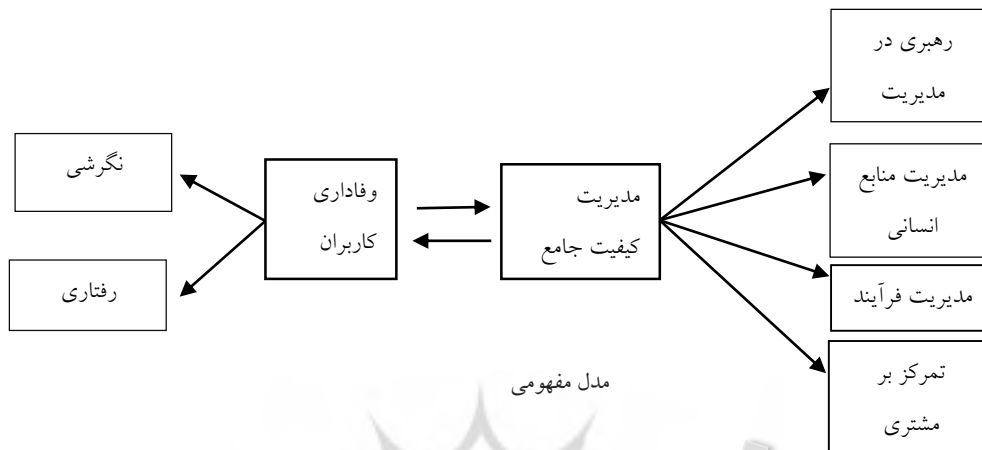 رهبری در
مدیریت
مدیریت منابع
انسانی
مدیریت فرآیند
تمرکز بر
مشتری
مدیریت
کیفیت جامع
وفاداری
کاربران
نگرشی
رفتاری
مدل مفهومی